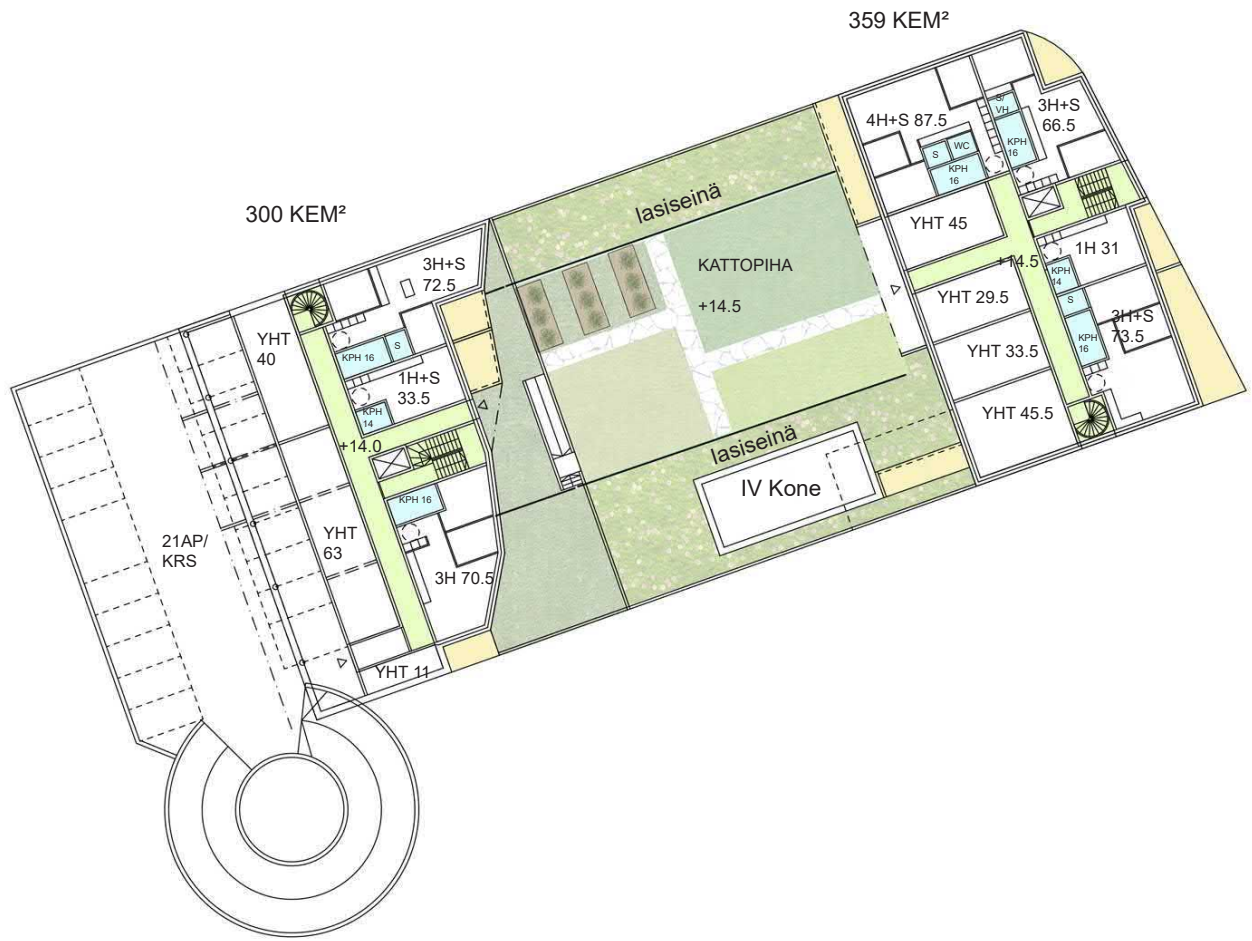 359 KEM²
300 KEM²
4H+S 87.5
3H+S
66.5
S/
VH
KPH
16
S
WC
KPH
16
YHT 45
1H 31
+14.5
KPH
14
S
KPH
16
3H+S
73.5
YHT 29.5
YHT 33.5
YHT 45.5
lasiseinä
KATTOPIHA
+14.5
lasiseinä
IV Kone
3H+S
72.5
YHT
40
KPH 16
S
1H+S
33.5
KPH
14
+14.0
KPH 16
21AP/
KRS
YHT
63
3H 70.5
YHT 11